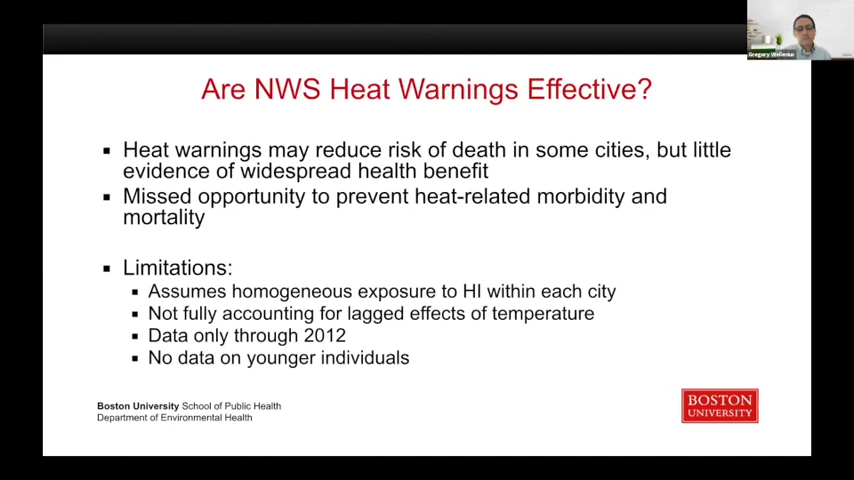 Gregory Wellenius
Are NWS Heat Warnings Effective?
Heat warnings may reduce risk of death in some cities, but little
evidence of widespread health benefit
Missed opportunity to prevent heat-related morbidity and
mortality
Limitations:
Assumes homogeneous exposure to HI within each city
Not fully accounting for lagged effects of temperature
Data only through 2012
No data on younger individuals
Boston University School of Public Health
Department of Environmental Health
BOSTON
UNIVERSITY